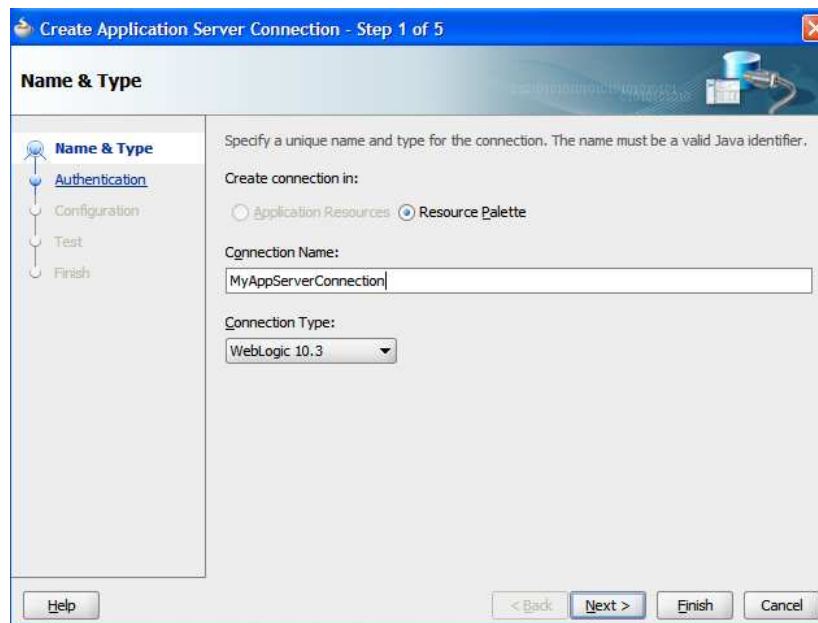 Create Application Server Connection - Step 1 of 5
Name & Type
Name & Type
Authentication
Configuration
Test
Finish
Specify a unique name and type for the connection. The name must be a valid Java identifier.
Create connection in:
Application Resources Resource Palette
Connection Name:
MyAppServerConnection
Connection Type:
WebLogic 10.3
Help < Back Next > Finish Cancel